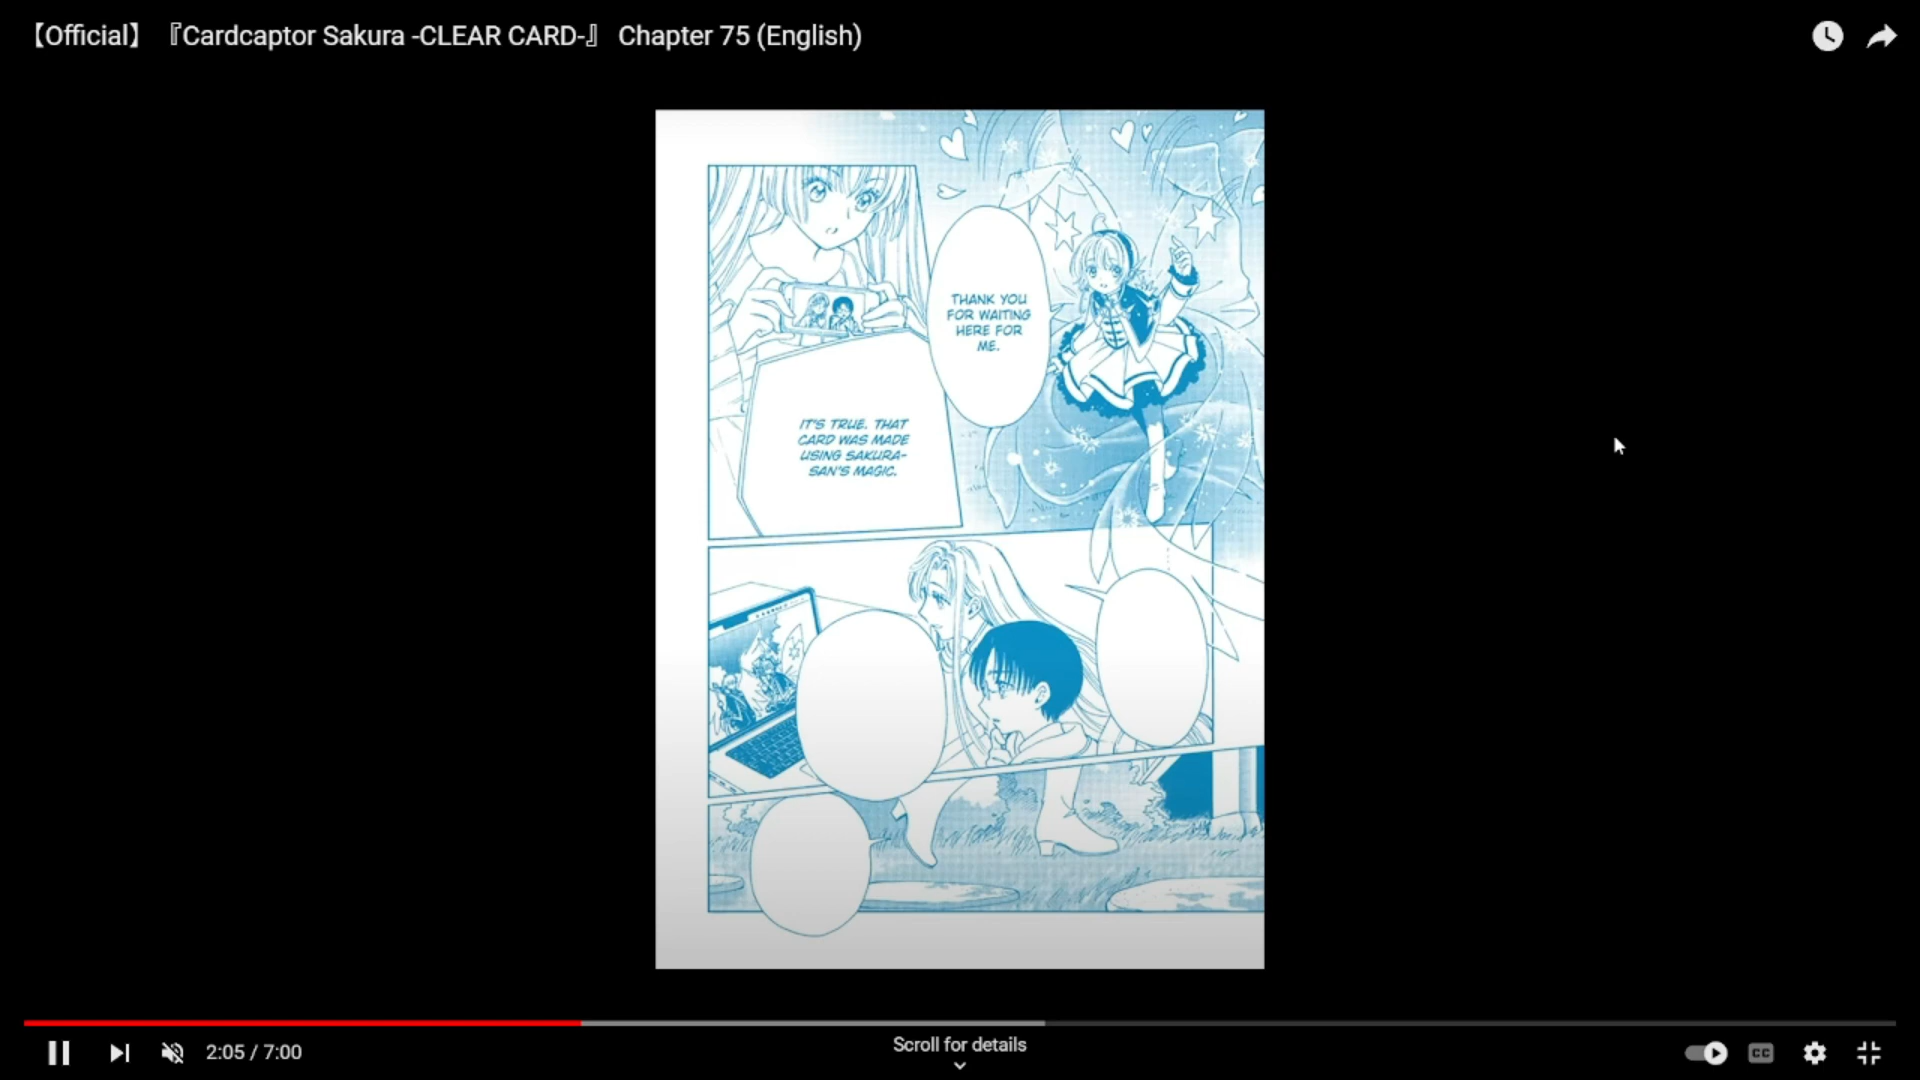 【Official】 『Cardcaptor Sakura -CLEAR CARD-』 Chapter 75 (English)
THANK YOU
FOR WAITING
HERE FOR
ME.
IT'S TRUE. THAT
CARD WAS MADE
USING SAKURA-
SAN'S MAGIC.
2:05 / 7:00
Scroll for details
CC